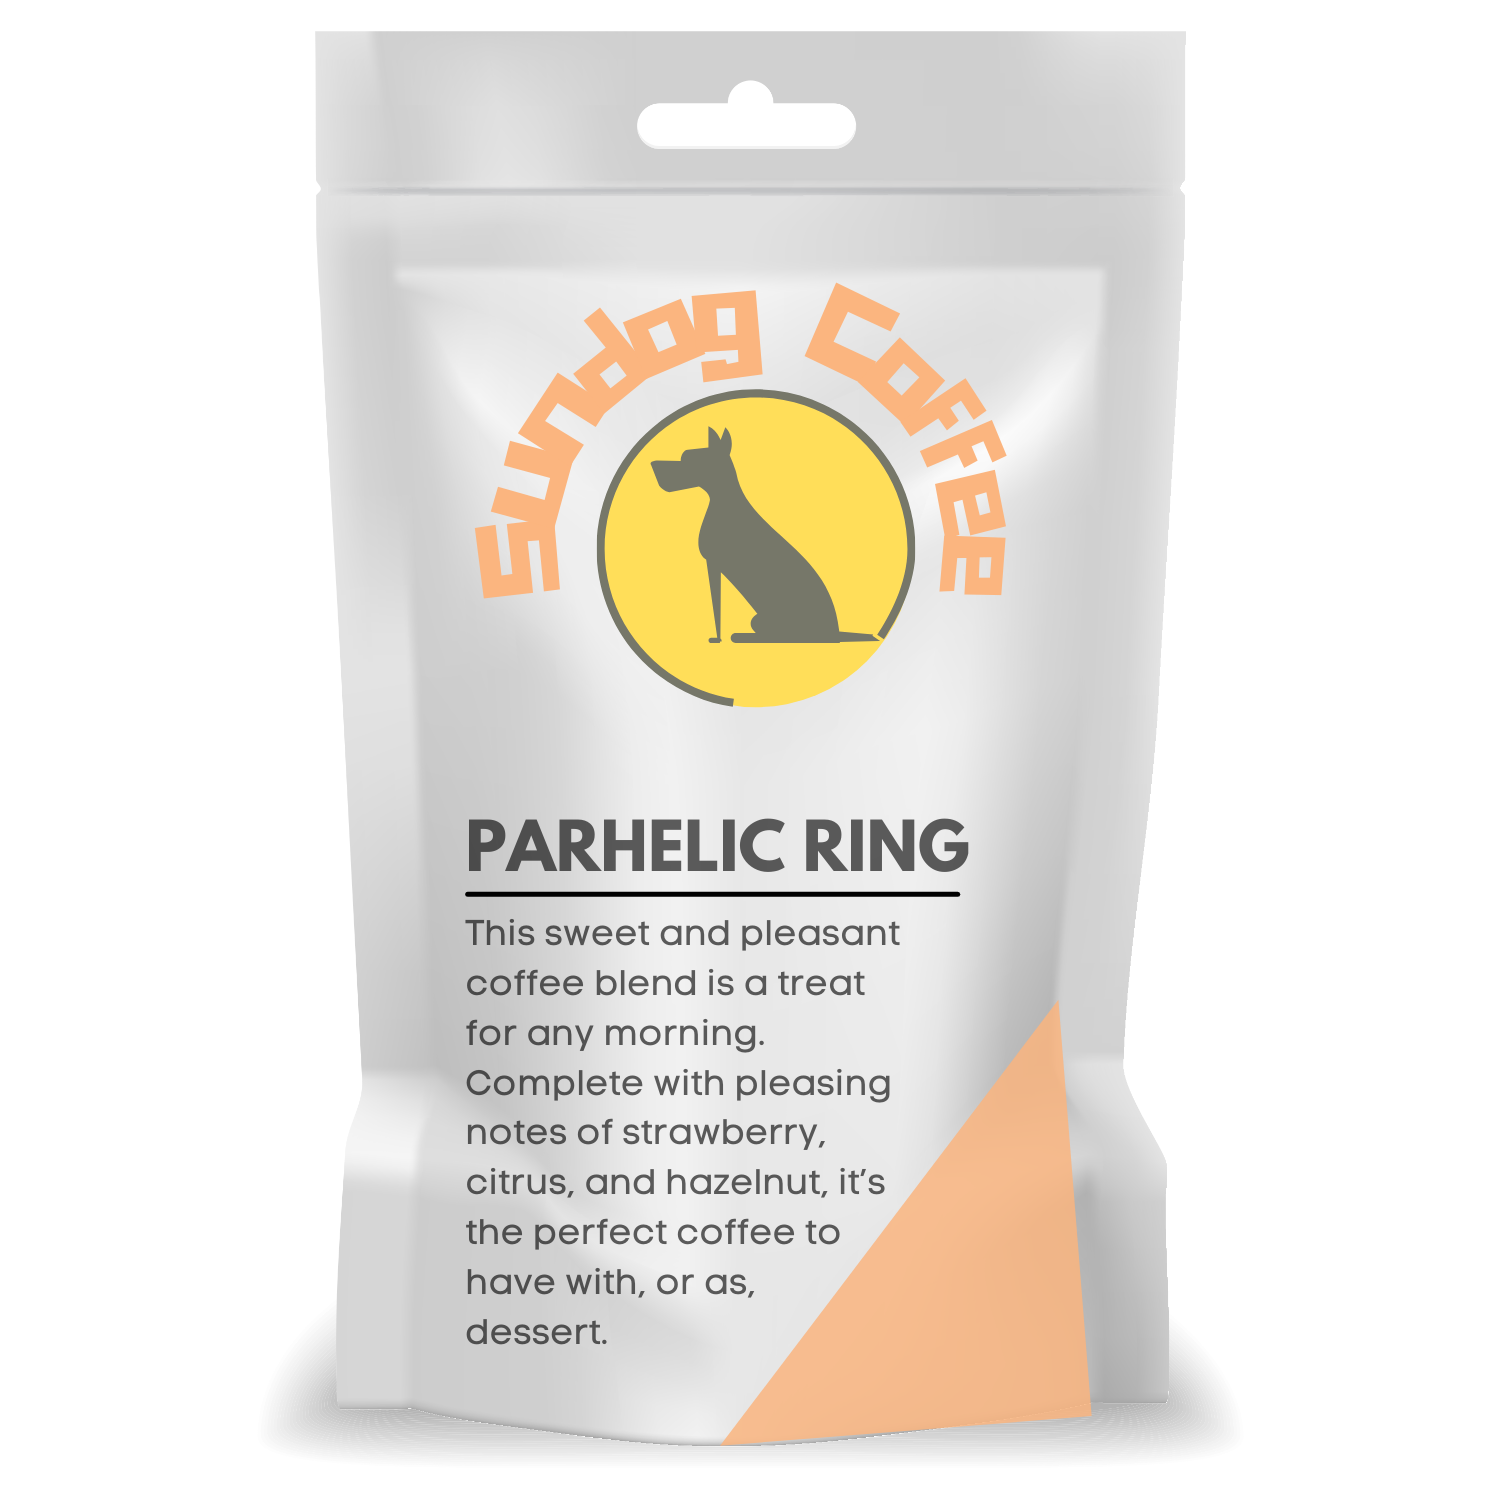 Sundog Coffee
PARHELIC RING
This sweet and pleasant
coffee blend is a treat
for any morning.
Complete with pleasing
notes of strawberry,
citrus, and hazelnut, it’s
the perfect coffee to
have with, or as,
dessert.